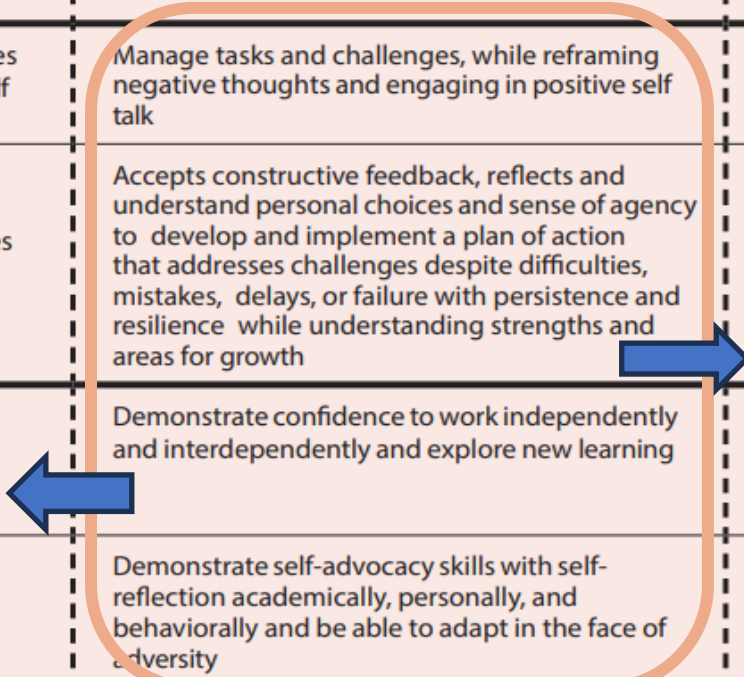 es
f
Manage tasks and challenges, while reframing
negative thoughts and engaging in positive self
talk
es
Accepts constructive feedback, reflects and
understand personal choices and sense of agency
to develop and implement a plan of action
that addresses challenges despite difficulties,
mistakes, delays, or failure with persistence and
resilience while understanding strengths and
areas for growth
Demonstrate confidence to work independently
and interdependently and explore new learning
Demonstrate self-advocacy skills with self-
reflection academically, personally, and
behaviorally and be able to adapt in the face of
adversity